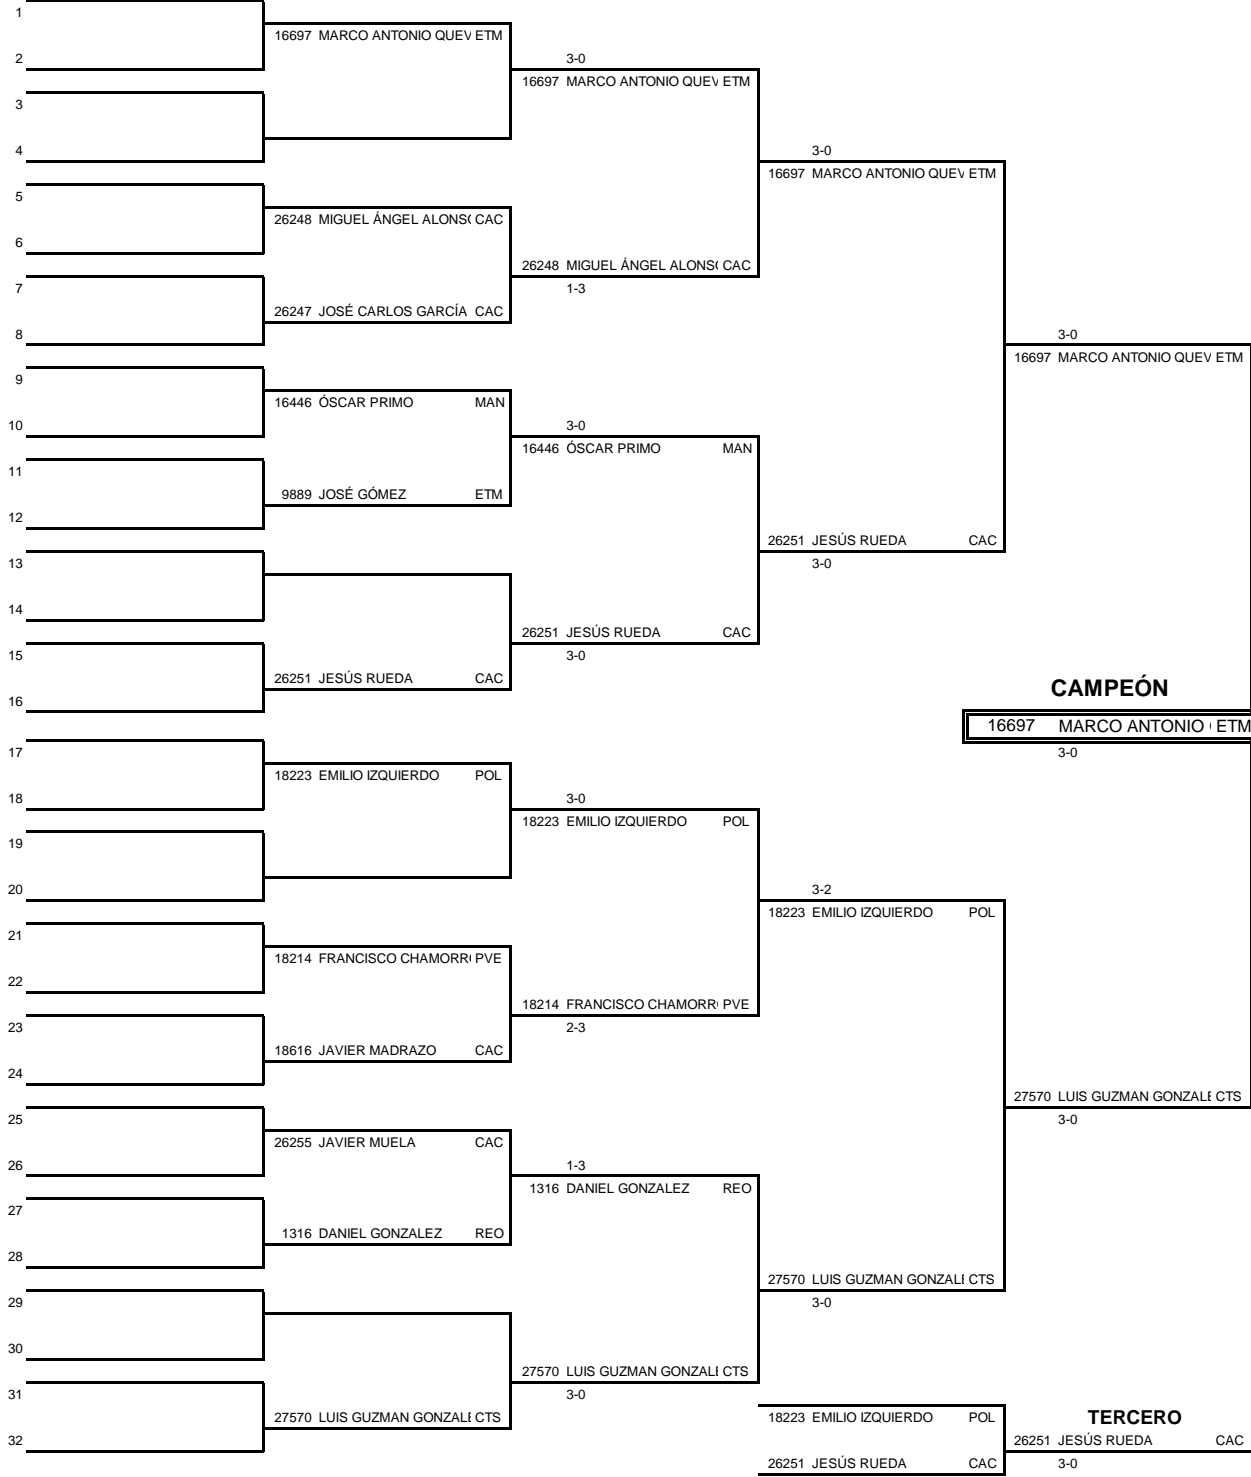 1
16697 MARCO ANTONIO QUEV ETM
2
3-0
16697 MARCO ANTONIO QUEV ETM
3
4
3-0
16697 MARCO ANTONIO QUEV ETM
5
26248 MIGUEL ÁNGEL ALONS( CAC
6
26248 MIGUEL ÁNGEL ALONS( CAC
7
1-3
26247 JOSÉ CARLOS GARCÍA CAC
8
3-0
16697 MARCO ANTONIO QUEV ETM
9
16446 ÓSCAR PRIMO MAN
10
3-0
16446 ÓSCAR PRIMO MAN
11
9889 JOSÉ GÓMEZ ETM
12
26251 JESÚS RUEDA CAC
13
3-0
14
26251 JESÚS RUEDA CAC
15
3-0
26251 JESÚS RUEDA CAC
16
CAMPEÓN
16697 MARCO ANTONIO ETM
17
3-0
18223 EMILIO IZQUIERDO POL
18
3-0
18223 EMILIO IZQUIERDO POL
19
20
3-2
18223 EMILIO IZQUIERDO POL
21
18214 FRANCISCO CHAMORR PVE
22
18214 FRANCISCO CHAMORR PVE
23
2-3
18616 JAVIER MADRAZO CAC
24
27570 LUIS GUZMAN GONZALE CTS
25
3-0
26255 JAVIER MUELA CAC
26
1-3
1316 DANIEL GONZALEZ REO
27
1316 DANIEL GONZALEZ REO
28
27570 LUIS GUZMAN GONZALE CTS
29
3-0
30
27570 LUIS GUZMAN GONZALE CTS
31
3-0
27570 LUIS GUZMAN GONZALE CTS
32
18223 EMILIO IZQUIERDO POL
TERCERO
26251 JESÚS RUEDA CAC
26251 JESÚS RUEDA CAC
3-0